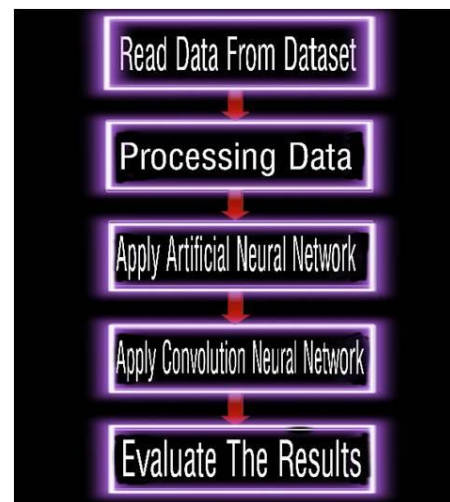 Read Data From Dataset
Processing Data
Apply Artificial Neural Network
Apply Convolution Neural Network
Evaluate The Results